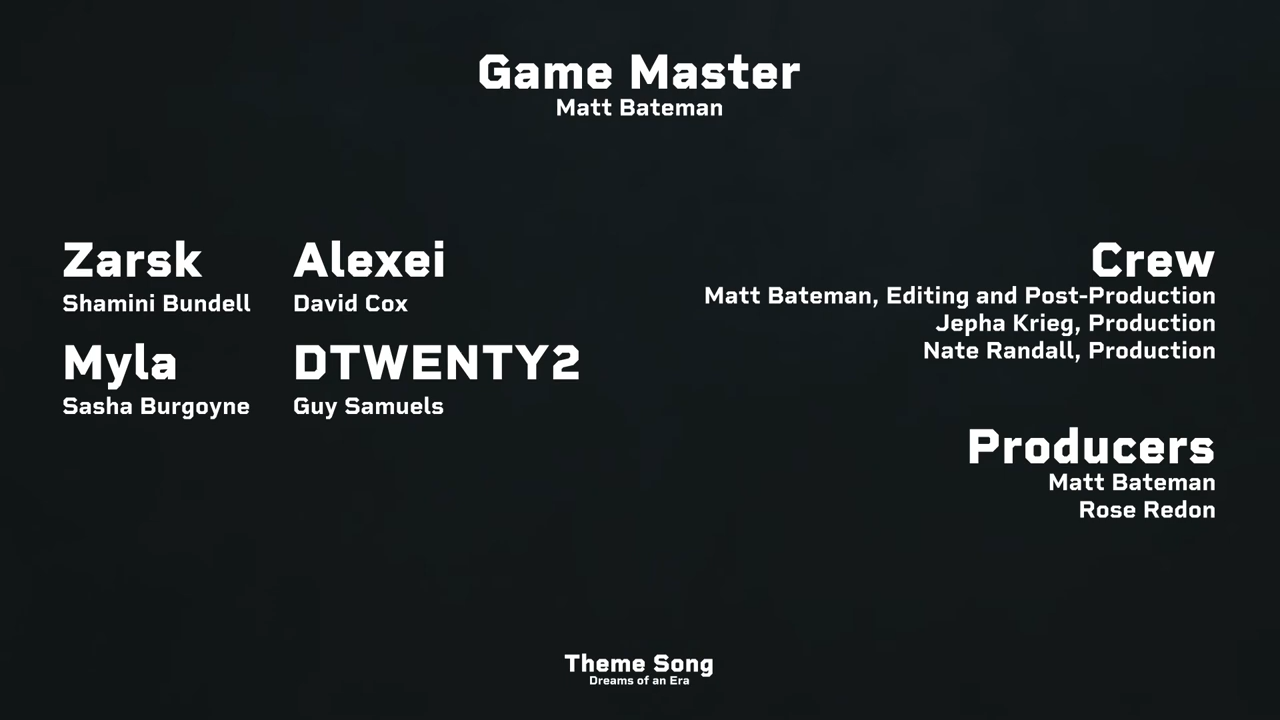 Game Master
Matt Bateman
Zarsk
Shamini Bundell
Alexei
David Cox
Myla
Sasha Burgoyne
DTWENTY2
Guy Samuels
Crew
Matt Bateman, Editing and Post-Production
Jepha Krieg, Production
Nate Randall, Production
Producers
Matt Bateman
Rose Redon
Theme Song
Dreams of an Era